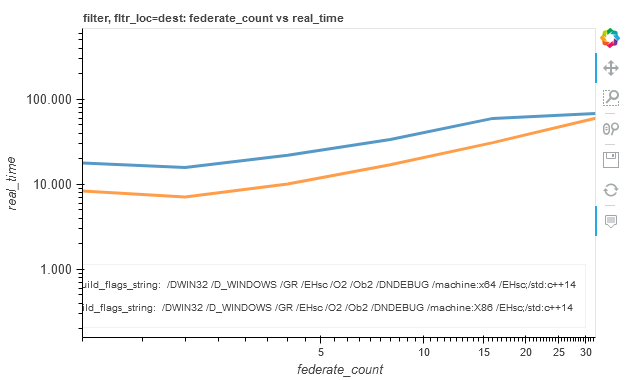 filter, fltr_loc=dest: federate_count vs real_time
100.000
10.000
1.000
real_time
uild_flags_string: /DWIN32 /D_WINDOWS /GR /EHsc /O2 /Ob2 /DNDEBUG /machine:x64 /EHsc;/std:c++14
ild_flags_string: /DWIN32 /D_WINDOWS /GR /EHsc /O2 /Ob2 /DNDEBUG /machine:X86 /EHsc;/std:c++14
5 10 15 20 25 30
federate_count